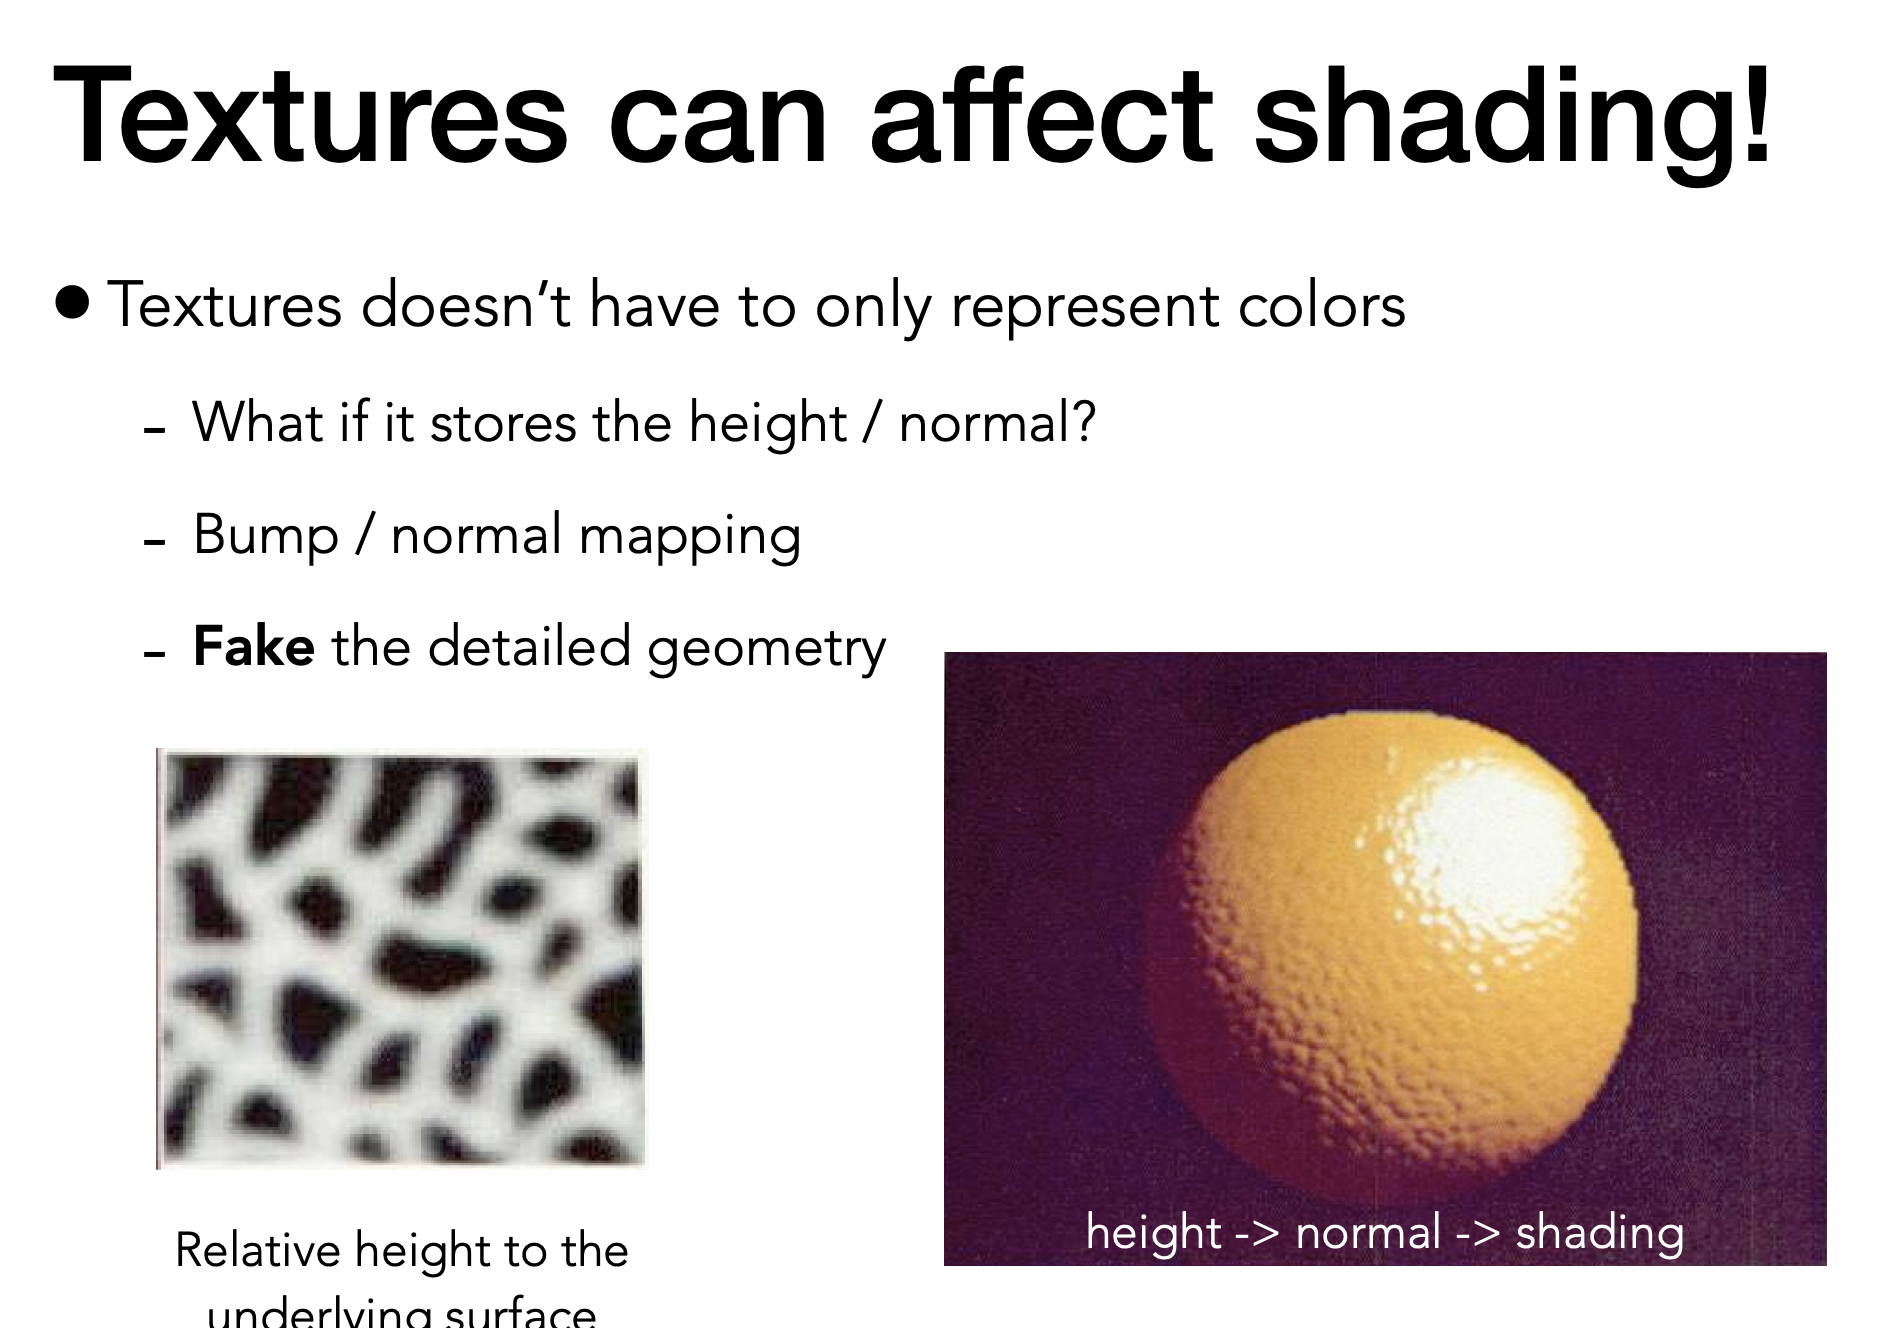 Textures can affect shading!
● Textures doesn’t have to only represent colors
- What if it stores the height / normal?
- Bump / normal mapping
- Fake the detailed geometry
Relative height to the
underlying surface
height -> normal -> shading